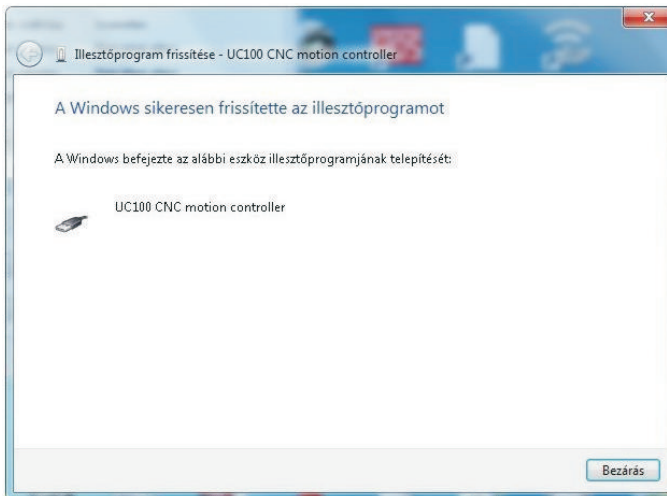 Illesztőprogram frissítése - UC100 CNC motion controller
A Windows sikeresen frissítette az illesztőprogramot
A Windows befejezte az alábbi eszköz illesztőprogramjának telepítését:
UC100 CNC motion controller
Bezárás